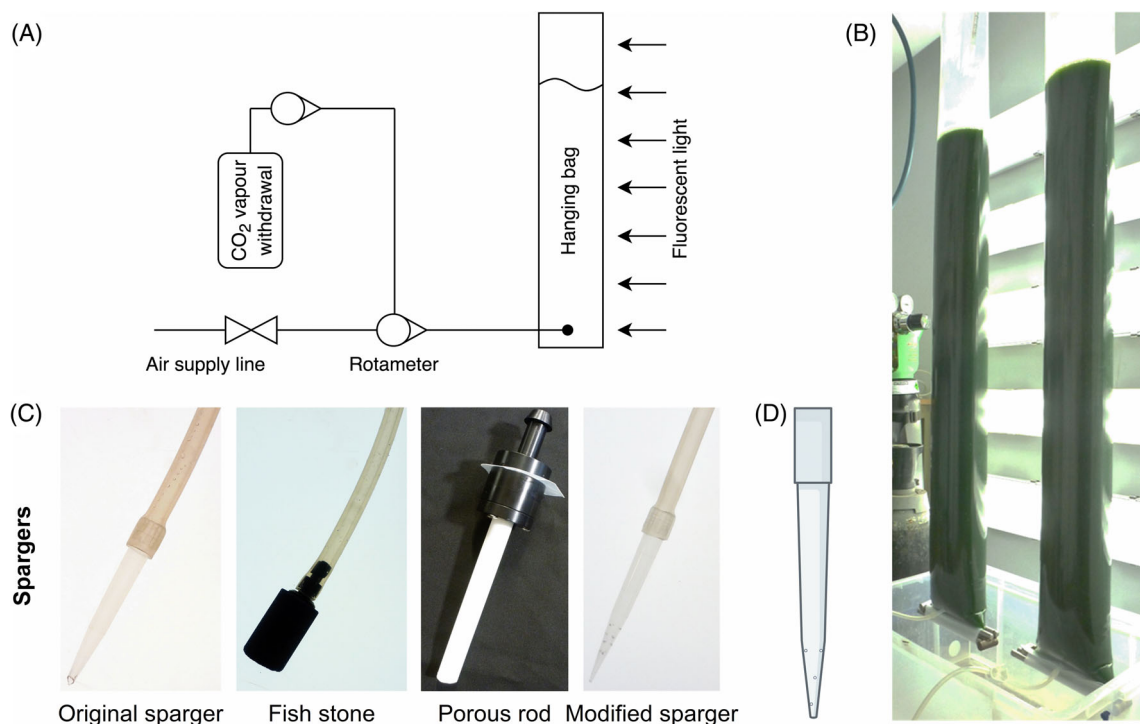 (A)
CO₂ vapour
withdrawal
Hanging bag
Fluorescent light
Air supply line
Rotameter
(B)
(C)
Spargers
Original sparger
Fish stone
Porous rod
Modified sparger
(D)